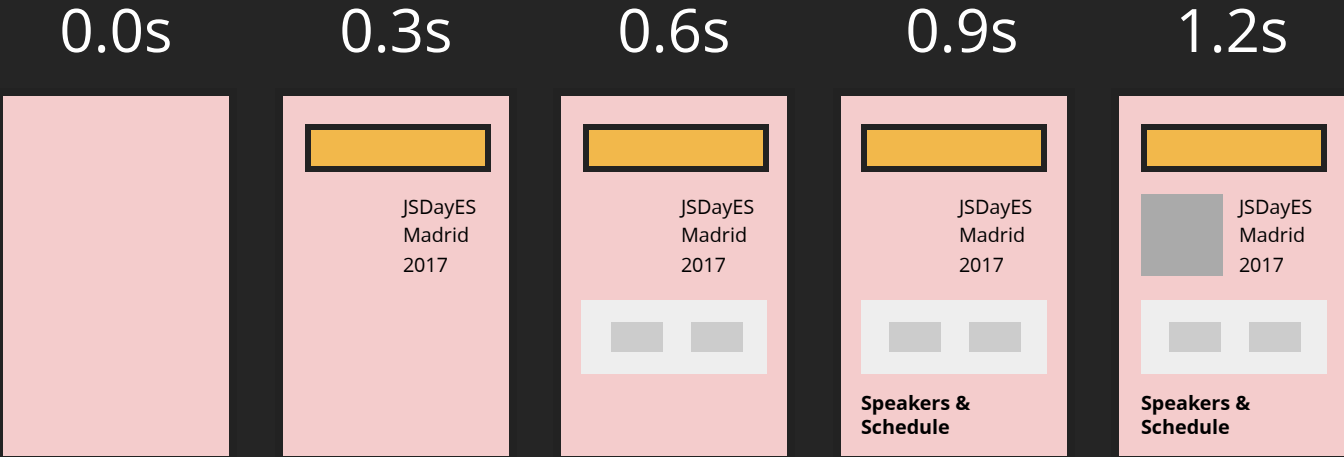 0.0s 0.3s 0.6s 0.9s 1.2s
JSDayES
Madrid
2017
JSDayES
Madrid
2017
JSDayES
Madrid
2017
Speakers &
Schedule
JSDayES
Madrid
2017
Speakers &
Schedule